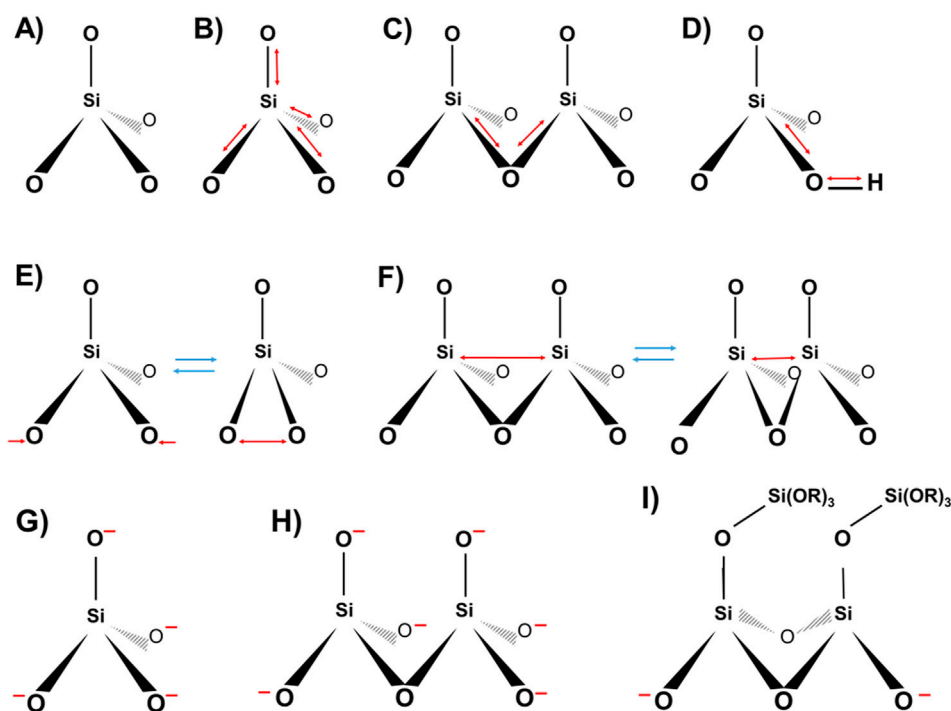 A) B) C) D)
O O O O O
Si Si Si Si Si
O O O O O
O O O O O O O O O H
E) F)
O O O O O O
Si Si Si Si Si Si
O O O O O O
O O O O O O O O O O
G) H) I)
Si(OR)3 Si(OR)3
O− O− O− O O
Si Si Si Si Si
O− O− O− O
−O O− −O O O− −O O O−